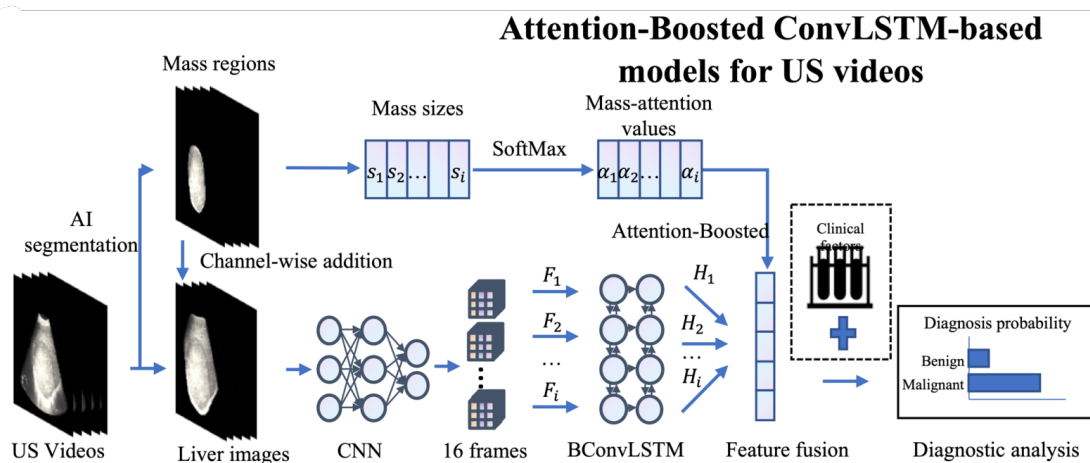 Attention-Boosted ConvLSTM-based
models for US videos
Mass regions
Mass sizes
Mass-attention
values
SoftMax
s₁ s₂ ... sᵢ
α₁ α₂ ... αᵢ
AI
segmentation
Channel-wise addition
Attention-Boosted
Clinical
factors
F₁
F₂
...
Fᵢ
H₁
H₂
...
Hᵢ
Diagnosis probability
Benign
Malignant
US Videos
Liver images
CNN
16 frames
BConvLSTM
Feature fusion
Diagnostic analysis